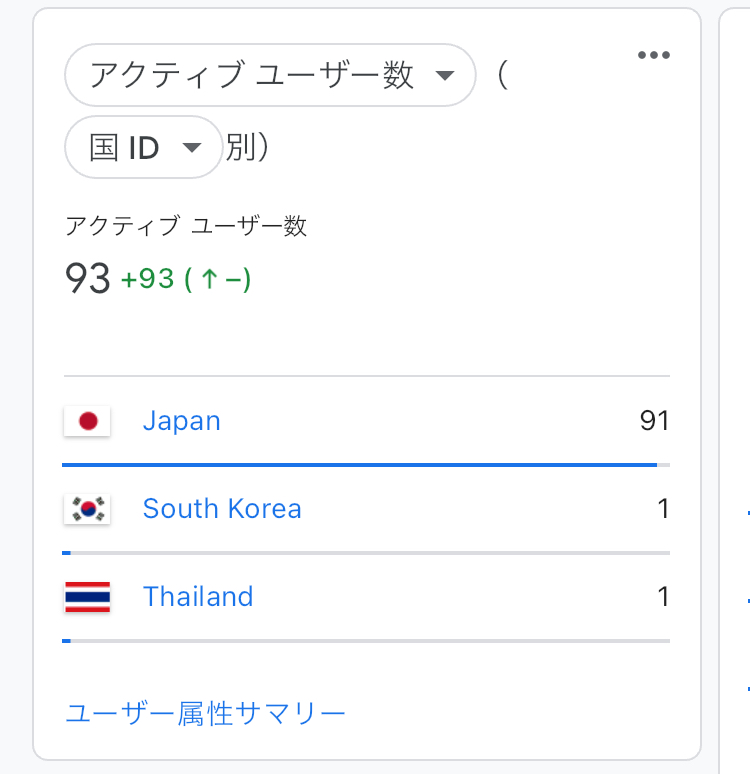 アクティブ ユーザー数 （
国 ID 別）
アクティブ ユーザー数
93 +93 (↑–)
Japan 91
South Korea 1
Thailand 1
ユーザー属性サマリー